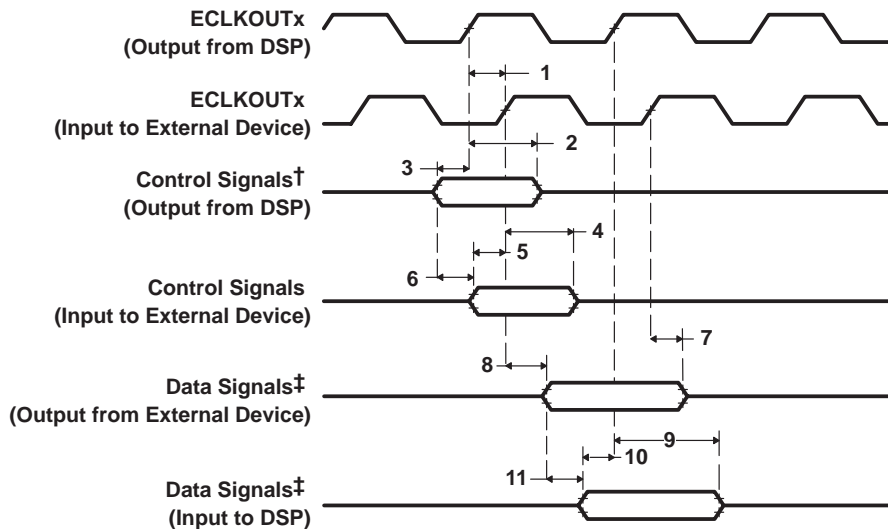 ECLKOUTx
(Output from DSP)
1
ECLKOUTx
(Input to External Device)
2
3
Control Signals†
(Output from DSP)
4
5
6
Control Signals
(Input to External Device)
7
8
Data Signals‡
(Output from External Device)
9
10
11
Data Signals‡
(Input to DSP)